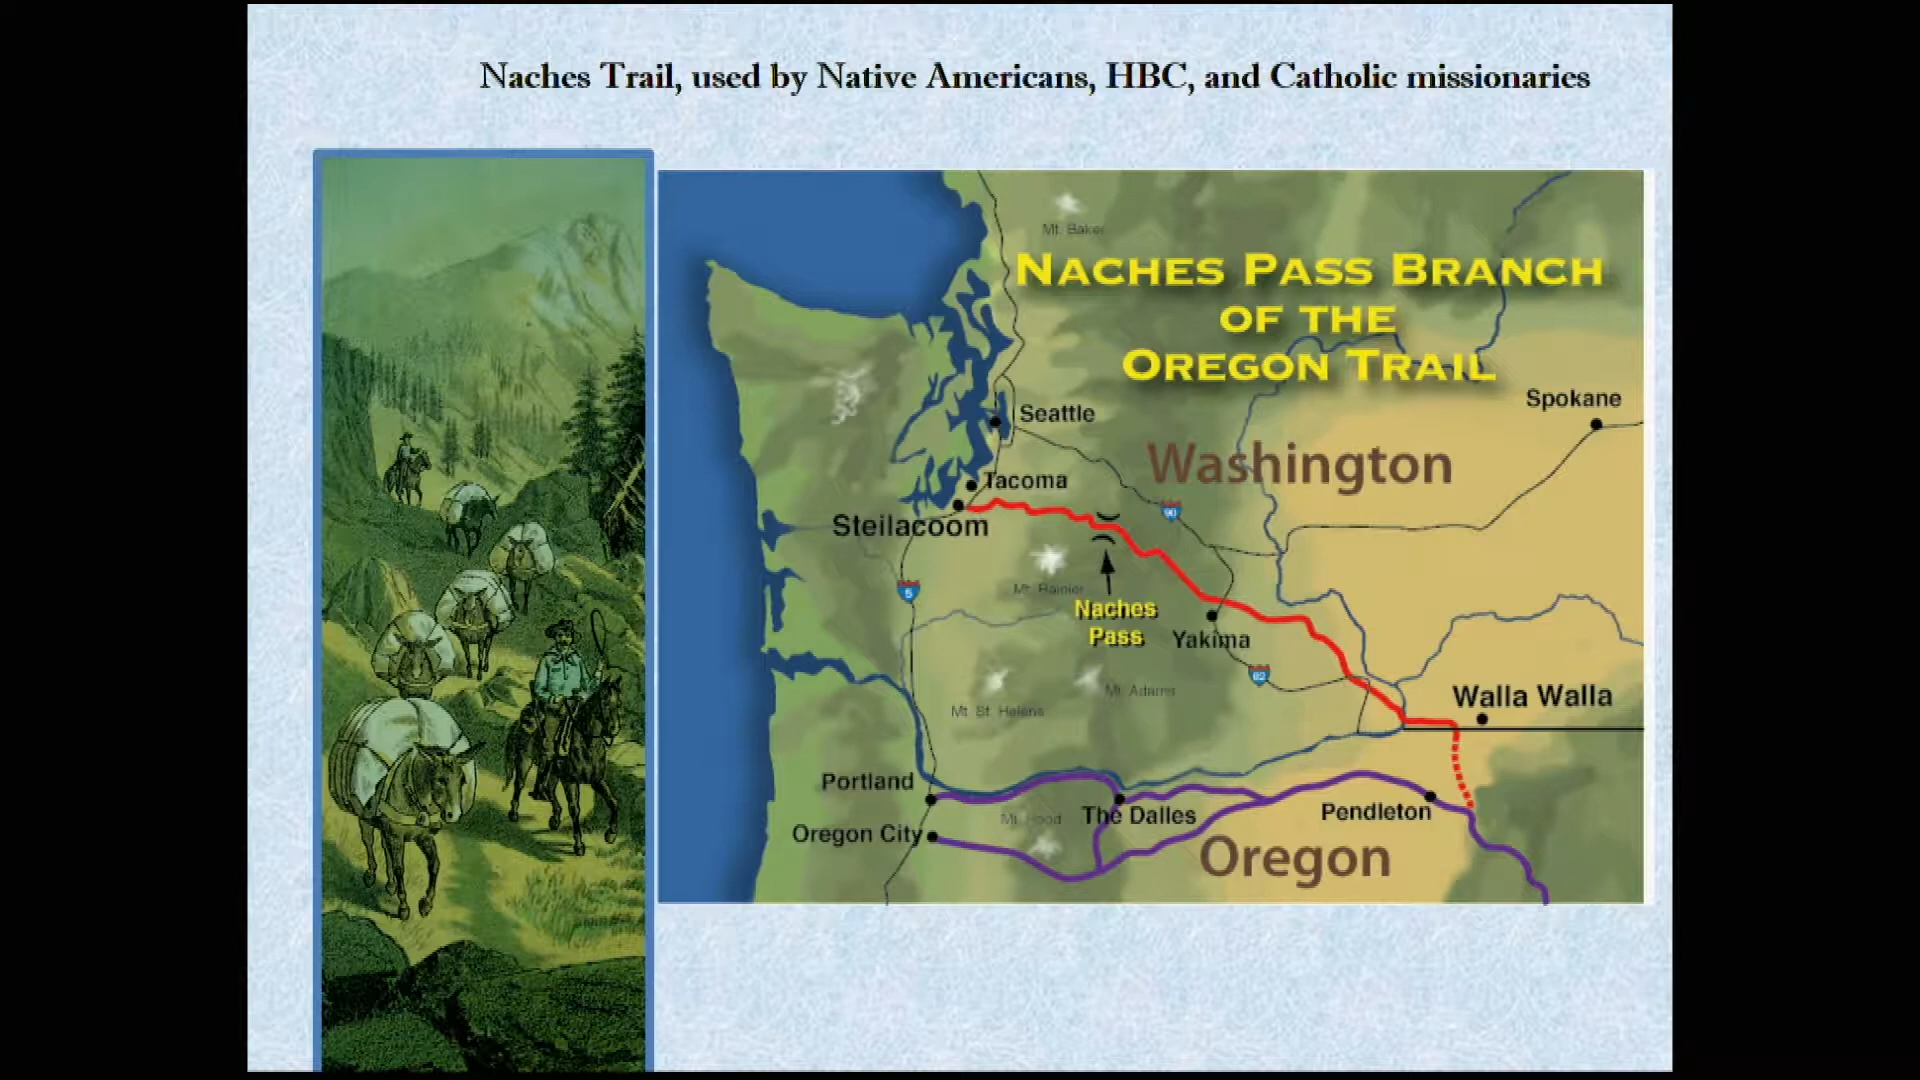 Naches Trail, used by Native Americans, HBC, and Catholic missionaries
Mt. Baker
NACHES PASS BRANCH
OF THE
OREGON TRAIL
Spokane
Seattle
Washington
Tacoma
90
Steilacoom
Mt. Rainier
5
Naches
Pass
Yakima
82
Mt. Adams
Walla Walla
Mt. St. Helens
Portland
Mt. Hood
The Dalles
Pendleton
Oregon City
Oregon